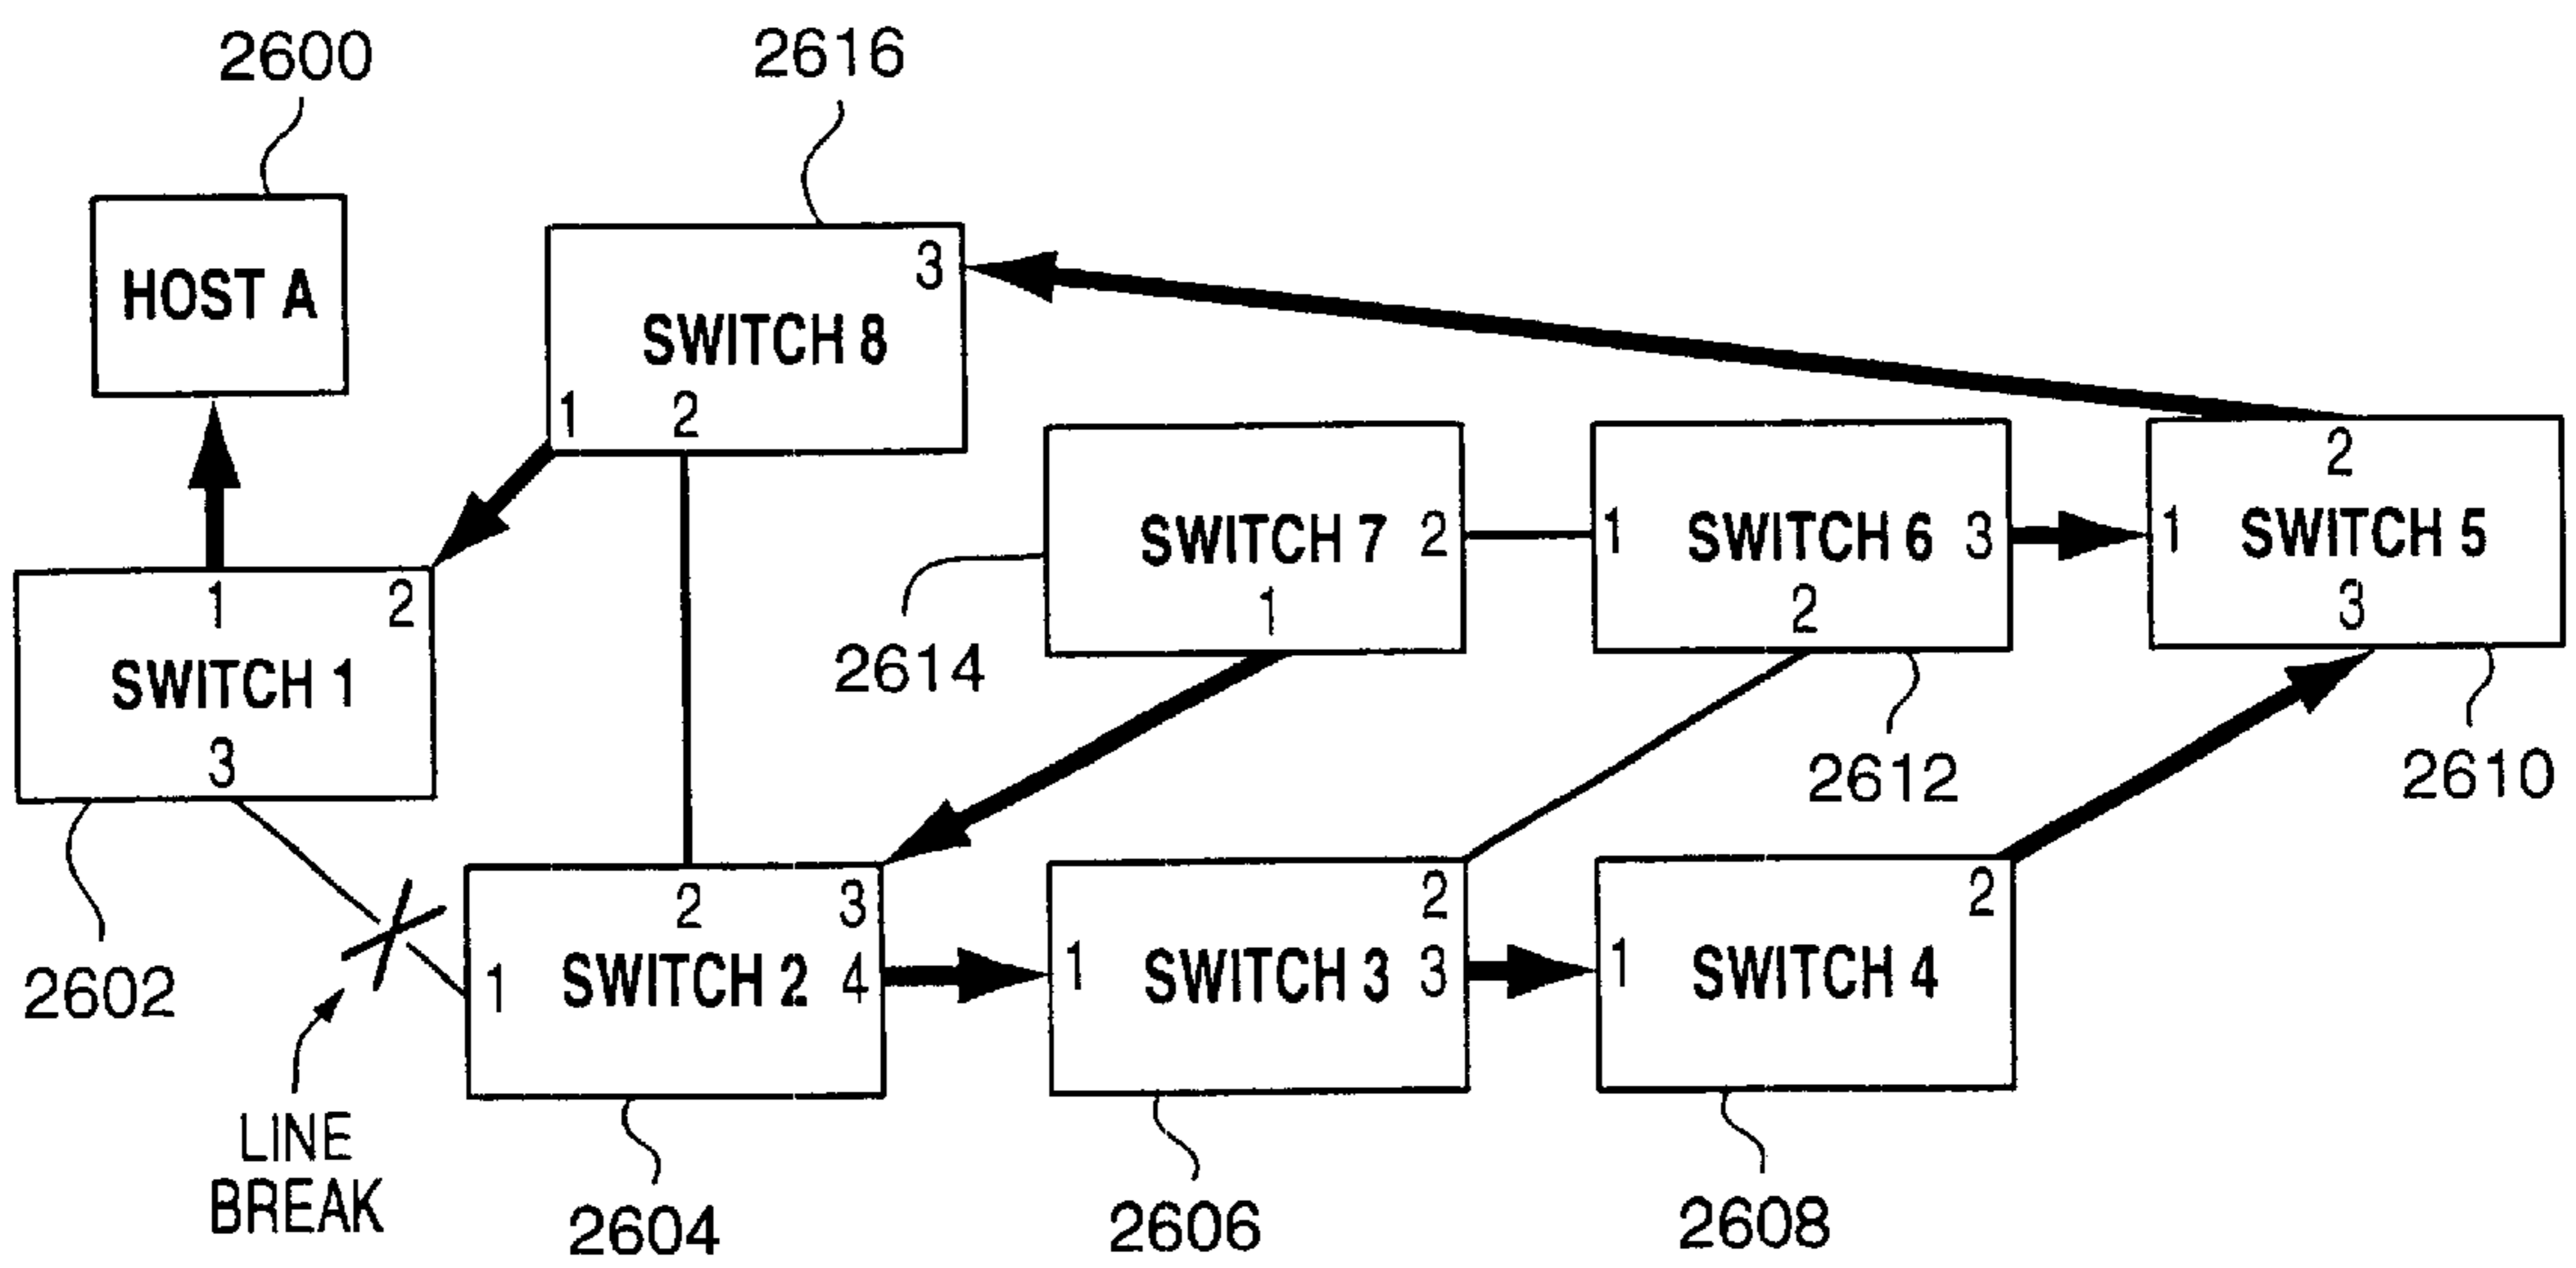 2600
2616
HOST A
3
SWITCH 8
1 2
2
SWITCH 7 2
1
1 SWITCH 6 3
2
1 SWITCH 5
3
1 2
SWITCH 1
3
2614
2612
2610
2 3
1 SWITCH 2 4
2
1 SWITCH 3 3
2
1 SWITCH 4
2602
LINE
BREAK
2604
2606
2608